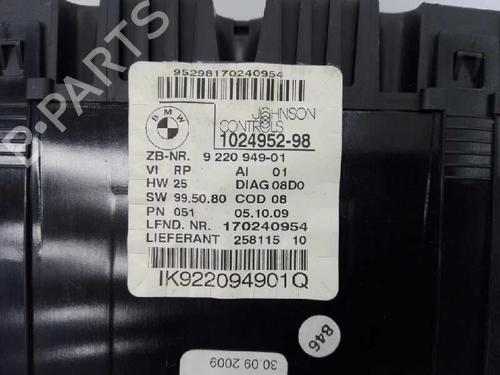 95298170240954
BMW
JOHNSON
CONTROLS
1024952-98
ZB-NR. 9 220 949-01
VI RP AI 01
HW 25 DIAG 08D0
SW 99.50.80 COD 08
PN 051 05.10.09
LFND. NR. 170240954
LIEFERANT 258115 10
IK922094901Q
846
30.09.2009
B-PARTS